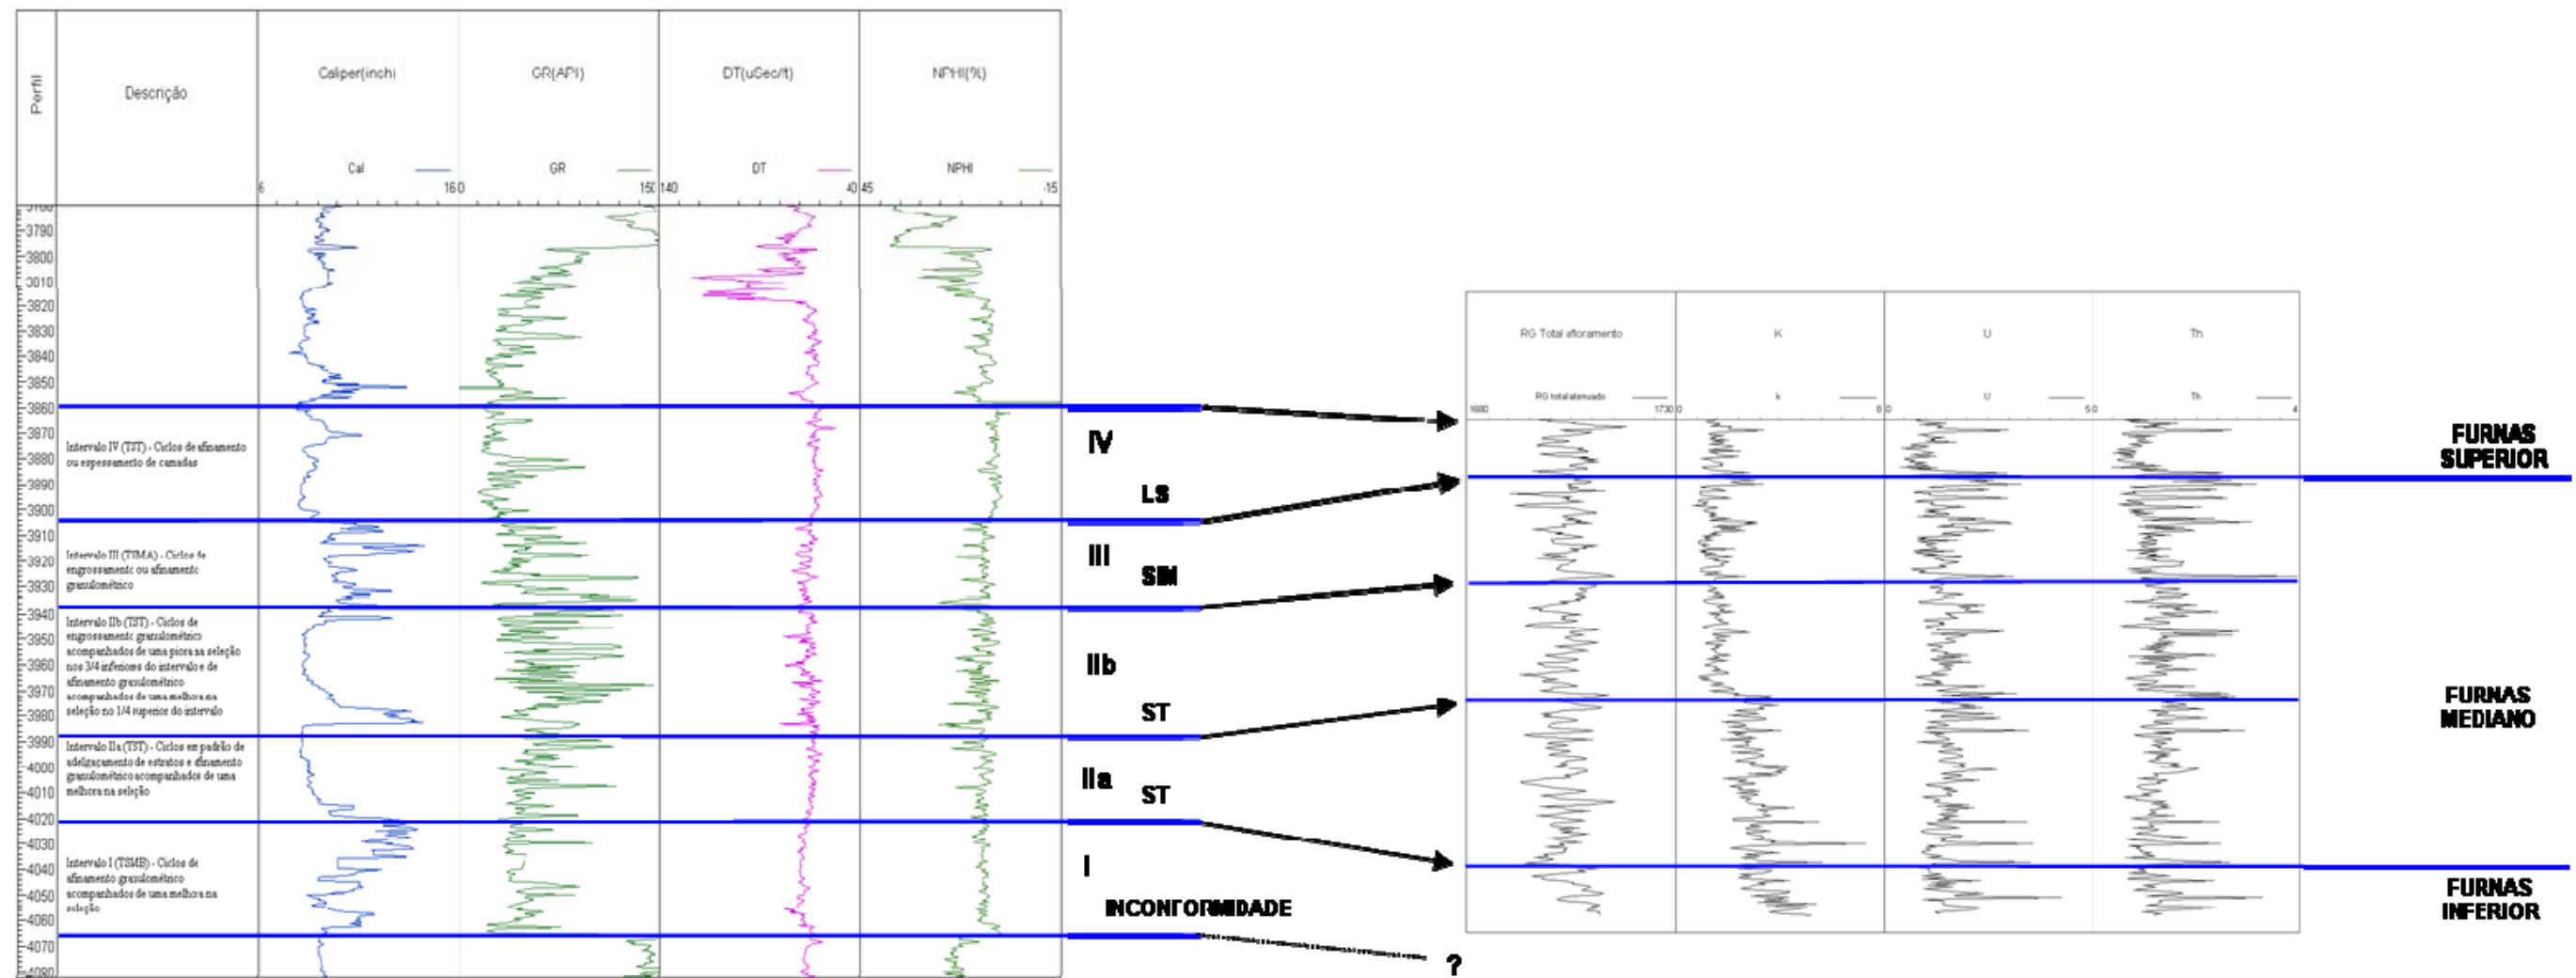 Perfil
Descrição
Caliper(inch)
GR(API)
DT(uSec/ft)
NPHI(%)
Cal
GR
DT
NPHI
6
16 0
150 140
40 45
-15
3790
3800
3820
3830
3840
3850
3860
3870
3880
3890
3900
3910
3920
3930
3940
3950
3960
3970
3980
3990
4000
4010
4020
4030
4040
4050
4060
4070
4080
Intervalo IV (TST) - Ciclos de afinamento
ou espessamento de camadas
Intervalo III (TSMA) - Ciclos de
engrossamento ou afinamento
granulométrico
Intervalo IIb (TST) - Ciclos de
engrossamento granulométrico
acompanhados de uma piora na seleção
nos 3/4 inferiores do intervalo e de
afinamento granulométrico
acompanhados de uma melhora na
seleção no 1/4 superior do intervalo
Intervalo IIa (TST) - Ciclos em padrão de
adelgaçamento de estratos e afinamento
granulométrico acompanhados de uma
melhora na seleção
Intervalo I (TSMB) - Ciclos de
afinamento granulométrico
acompanhados de uma melhora na
seleção
IV
LS
III
SIM
IIb
ST
IIa
ST
I
INCONFORMIDADE
?
RG Total afloramento
K
U
Th
RG total atenuado
k
U
Th
1680
1730 0
8 0
5 0
4
FURNAS
SUPERIOR
FURNAS
MEDIANO
FURNAS
INFERIOR